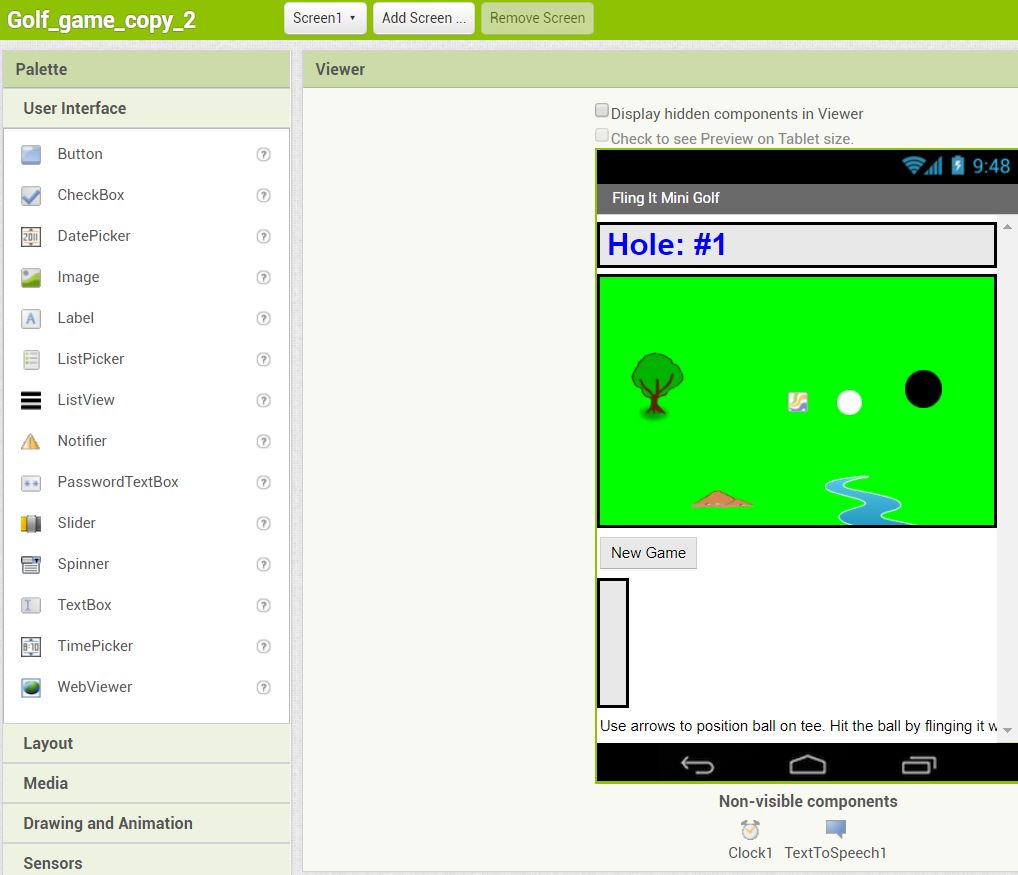 Golf_game_copy_2
Screen1 Add Screen ... Remove Screen
Palette
User Interface
Button ?
CheckBox ?
DatePicker ?
Image ?
Label ?
ListPicker ?
ListView ?
Notifier ?
PasswordTextBox ?
Slider ?
Spinner ?
TextBox ?
TimePicker ?
WebViewer ?
Layout
Media
Drawing and Animation
Sensors
Viewer
Display hidden components in Viewer
Check to see Preview on Tablet size.
9:48
Fling It Mini Golf
Hole: #1
New Game
Use arrows to position ball on tee. Hit the ball by flinging it w
Non-visible components
Clock1 TextToSpeech1